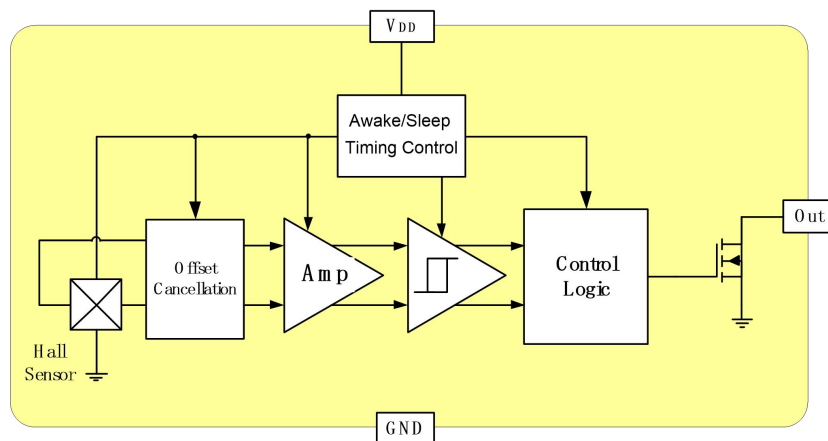 VDD
Awake/Sleep
Timing Control
Out
Offset
Cancellation
Amp
Control
Logic
Hall
Sensor
GND